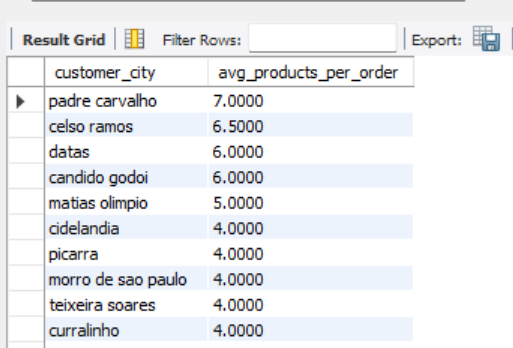 Result Grid Filter Rows: Export:
customer_city avg_products_per_order
padre carvalho 7.0000
celso ramos 6.5000
datas 6.0000
candido godoi 6.0000
matias olimpio 5.0000
cidelandia 4.0000
picarra 4.0000
morro de sao paulo 4.0000
teixeira soares 4.0000
curralinho 4.0000